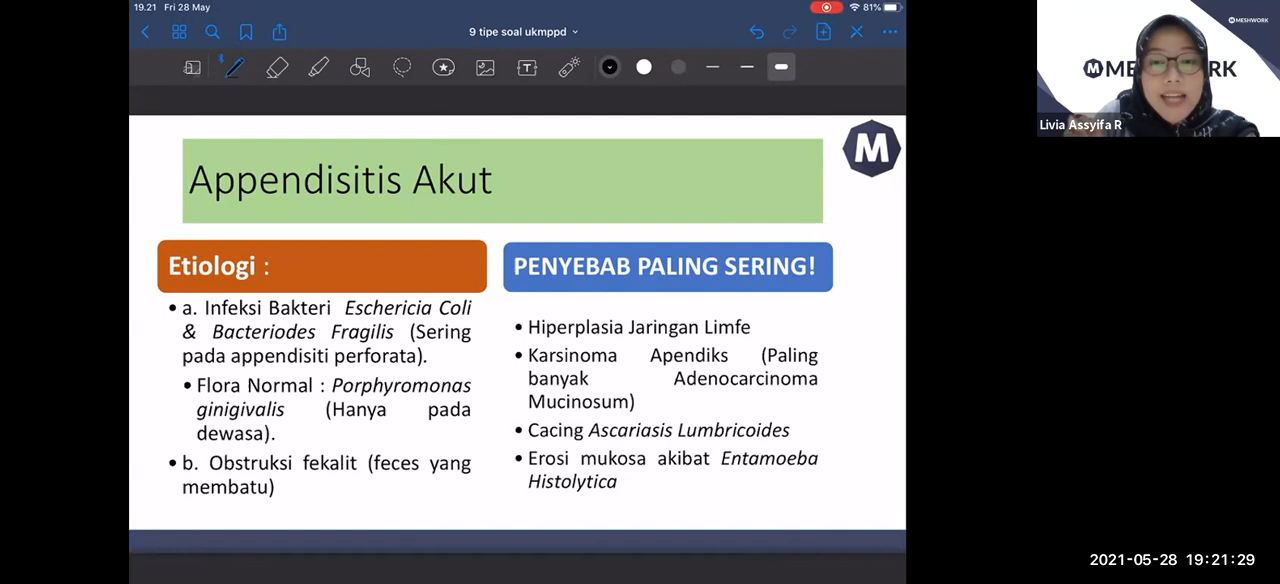 19.21 Fri 28 May
81%
9 tipe soal ukmppd
T
M
Appendisitis Akut
Etiologi :
• a. Infeksi Bakteri Eschericia Coli
& Bacteriodes Fragilis (Sering
pada appendisiti perforata).
• Flora Normal : Porphyromonas
ginigivalis (Hanya pada
dewasa).
• b. Obstruksi fekalit (feces yang
membatu)
PENYEBAB PALING SERING!
• Hiperplasia Jaringan Limfe
• Karsinoma Apendiks (Paling
banyak Adenocarcinoma
Mucinosum)
• Cacing Ascariasis Lumbricoides
• Erosi mukosa akibat Entamoeba
Histolytica
MESHWORK
M ME RK
Livia Assyifa R
2021-05-28 19:21:29